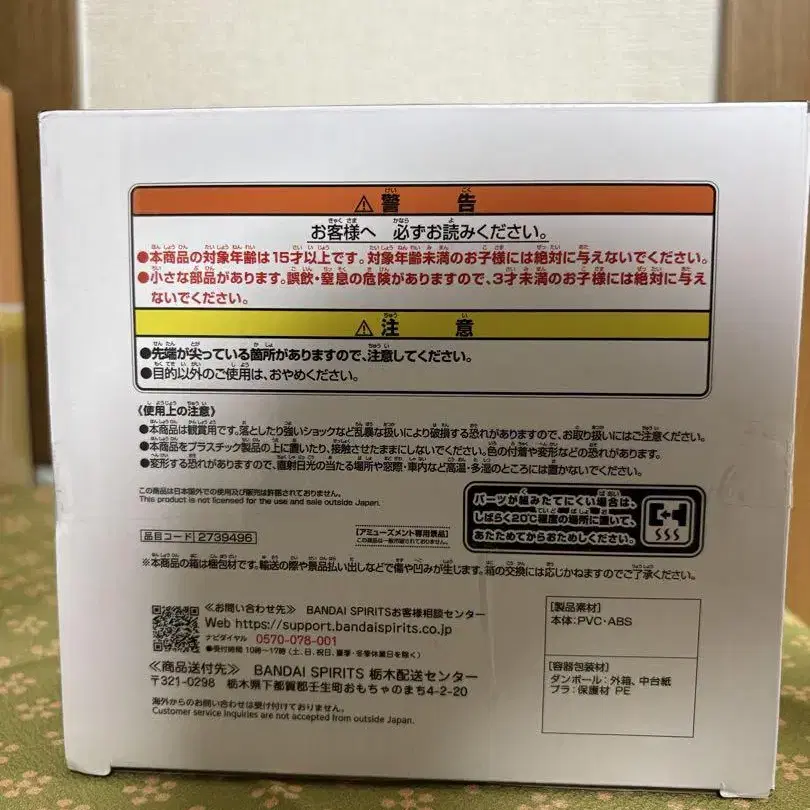 ⚠警告
お客様へ 必ずお読みください。
●本商品の対象年齢は15才以上です。対象年齢未満のお子様には絶対に与えないでください。
●小さな部品があります。誤飲・窒息の危険がありますので、3才未満のお子様には絶対に与え
ないでください。
⚠注意
●先端が尖っている箇所がありますので、注意してください。
●目的以外のご使用は、おやめください。
《使用上の注意》
●本商品は観賞用です。落としたり強いショックなど乱暴な扱いにより破損する恐れがありますので、お取り扱いにはご注意ください。
●本商品をプラスチック製品の上に置いたり、接触させたままにしないでください。色の付着や変形などの恐れがあります。
●変形する恐れがありますので、直射日光の当たる場所や窓際・車内など高温・多湿のところには置かないでください。
この商品は日本国外での使用及び販売は許諾されておりません。
This product is not licensed for the use and sale outside Japan.
パーツが組みたてにくい場合は、
しばらく20℃程度の場所に置いて、
あたためてからおためしください。
品目コード 2739496
[アミューズメント専用景品]
この商品は一般市販されておりません。
※本商品の箱は梱包材です。輸送の際や景品払い出しなどで傷や凹みが生じます。箱の交換には応じかねますのでご了承ください。
≪お問い合わせ先≫ BANDAI SPIRITSお客様相談センター
Web https://support.bandaispirits.co.jp
ナビダイヤル 0570-078-001
●受付時間 10時〜17時(土、日、祝日、夏季・冬季休業日を除く)
≪商品送付先≫ BANDAI SPIRITS 栃木配送センター
〒321-0298 栃木県下都賀郡壬生町おもちゃのまち4-2-20
海外からのお問い合わせは受け付けておりません。
Customer service inquiries are not accepted from outside Japan.
[製品素材]
本体:PVC・ABS
[容器包装材]
ダンボール:外箱、中台紙
プラ:保護材 PE